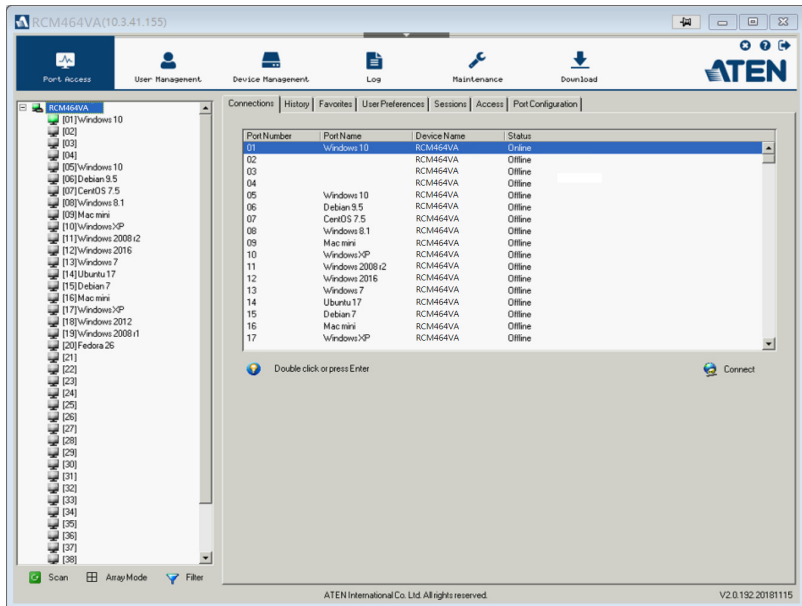 RCM464VA(10.3.41.155)
Port Access
User Management
Device Management
Log
Maintenance
Download
ATEN
RCM464VA
[01]Windows 10
[02]
[03]
[04]
[05]Windows 10
[06]Debian 9.5
[07]CentOS 7.5
[08]Windows 8.1
[09]Mac mini
[10]Windows XP
[11]Windows 2008 r2
[12]Windows 2016
[13]Windows 7
[14]Ubuntu 17
[15]Debian 7
[16]Mac mini
[17]Windows XP
[18]Windows 2012
[19]Windows 2008 r1
[20]Fedora 26
[21]
[22]
[23]
[24]
[25]
[26]
[27]
[28]
[29]
[30]
[31]
[32]
[33]
[34]
[35]
[36]
[37]
[38]
Scan Array Mode Filter
Connections History Favorites User Preferences Sessions Access Port Configuration
Port Number Port Name Device Name Status
01 Windows 10 RCM464VA Online
02 RCM464VA Offline
03 RCM464VA Offline
04 RCM464VA Offline
05 Windows 10 RCM464VA Offline
06 Debian 9.5 RCM464VA Offline
07 CentOS 7.5 RCM464VA Offline
08 Windows 8.1 RCM464VA Offline
09 Mac mini RCM464VA Offline
10 Windows XP RCM464VA Offline
11 Windows 2008 r2 RCM464VA Offline
12 Windows 2016 RCM464VA Offline
13 Windows 7 RCM464VA Offline
14 Ubuntu 17 RCM464VA Offline
15 Debian 7 RCM464VA Offline
16 Mac mini RCM464VA Offline
17 Windows XP RCM464VA Offline
Double click or press Enter
Connect
ATEN International Co. Ltd. All rights reserved.
V2.0.192.20181115